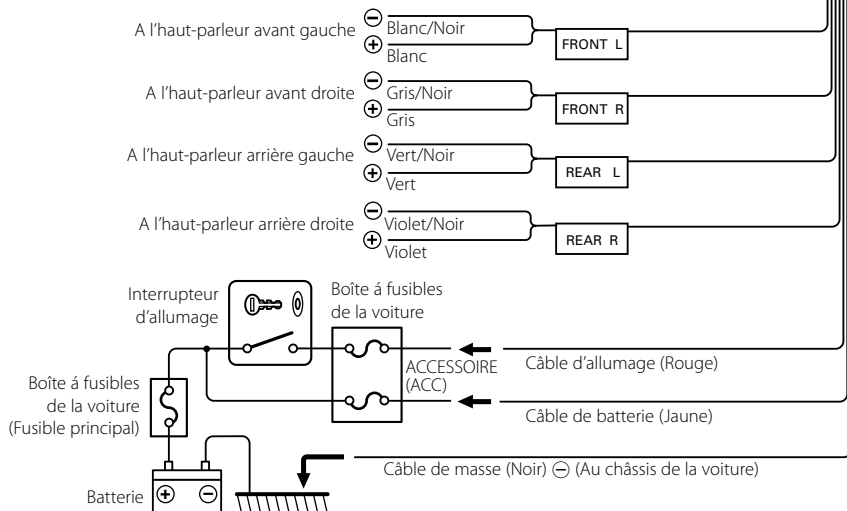 A l'haut-parleur avant gauche
⊖ Blanc/Noir
⊕ Blanc
FRONT L
A l'haut-parleur avant droite
⊖ Gris/Noir
⊕ Gris
FRONT R
A l'haut-parleur arrière gauche
⊖ Vert/Noir
⊕ Vert
REAR L
A l'haut-parleur arrière droite
⊖ Violet/Noir
⊕ Violet
REAR R
Interrupteur
d'allumage
Boîte á fusibles
de la voiture
ACCESSOIRE
(ACC)
Câble d'allumage (Rouge)
Boîte á fusibles
de la voiture
(Fusible principal)
Câble de batterie (Jaune)
Câble de masse (Noir) ⊖ (Au châssis de la voiture)
Batterie ⊕ ⊖